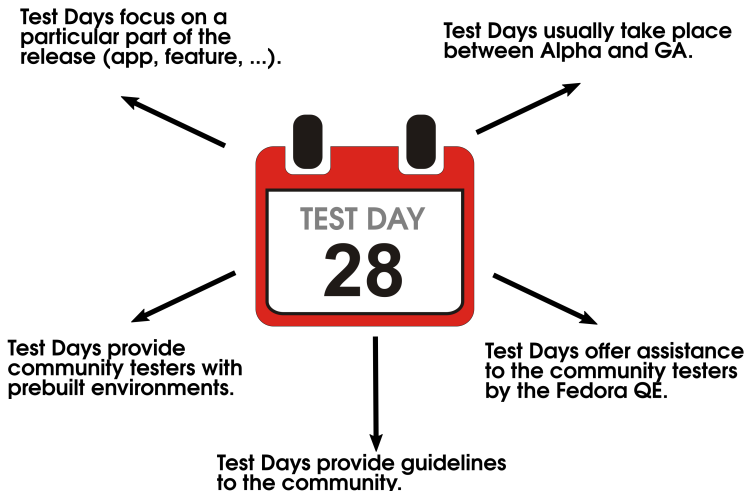 Test Days focus on a
particular part of the
release (app, feature, ...).
Test Days usually take place
between Alpha and GA.
TEST DAY
28
Test Days provide
community testers with
prebuilt environments.
Test Days offer assistance
to the community testers
by the Fedora QE.
Test Days provide guidelines
to the community.